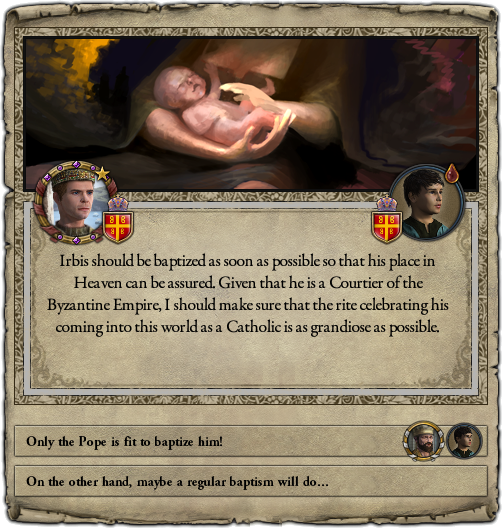 Irbis should be baptized as soon as possible so that his place in
Heaven can be assured. Given that he is a Courtier of the
Byzantine Empire, I should make sure that the rite celebrating his
coming into this world as a Catholic is as grandiose as possible.
Only the Pope is fit to baptize him!
On the other hand, maybe a regular baptism will do...